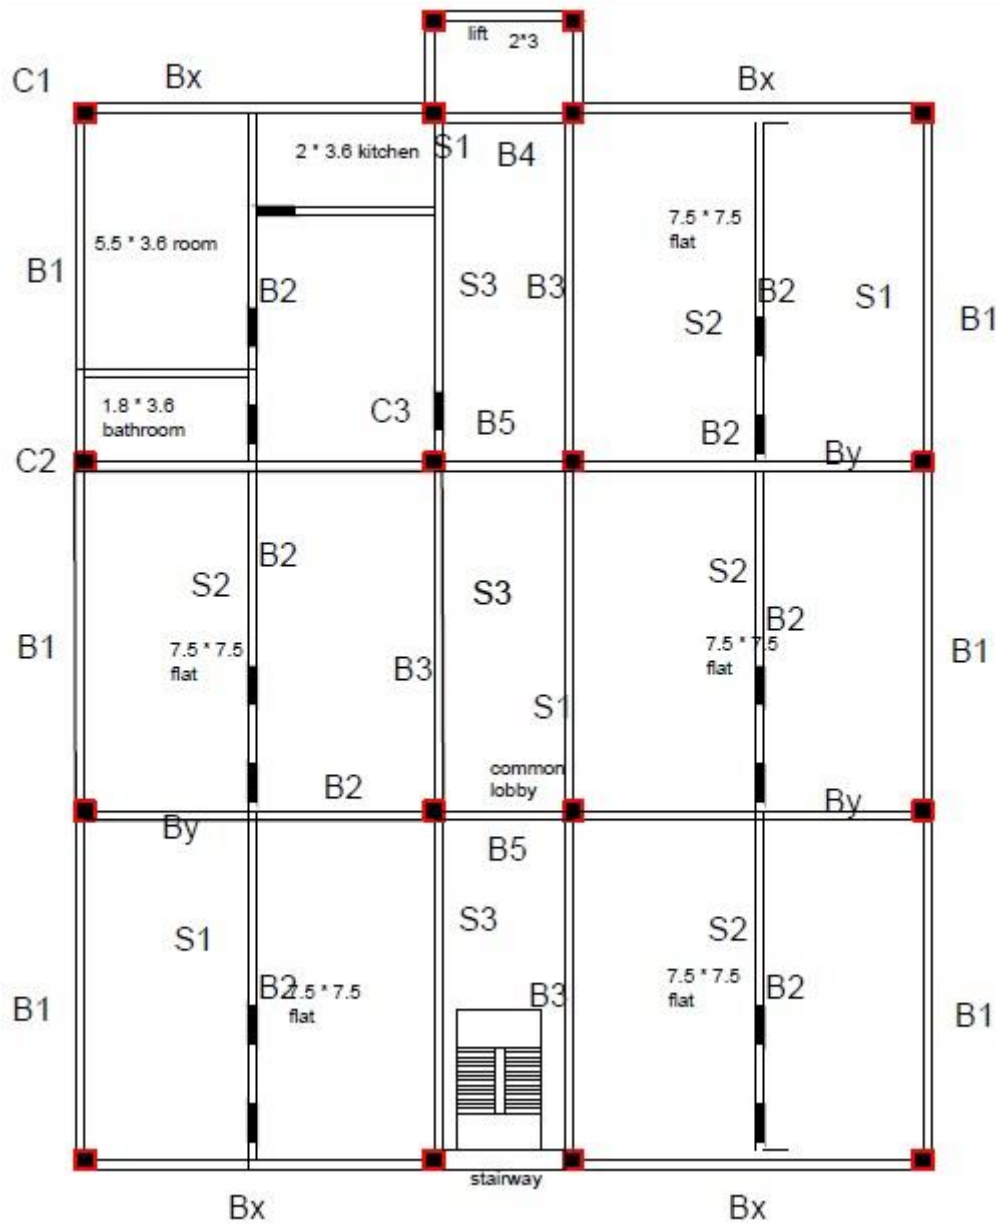 lift 2*3
C1
Bx
Bx
2 * 3.6 kitchen
S1
B4
7.5 * 7.5
flat
5.5 * 3.6 room
B1
B2
S3
B3
B2
S1
S2
B1
1.8 * 3.6
bathroom
C3
B5
B2
By
C2
B2
S2
S3
S2
B2
B1
7.5 * 7.5
flat
B3
7.5 * 7.5
flat
B1
S1
common
lobby
B2
By
By
B5
S1
S3
S2
B2
7.5 * 7.5
flat
B3
7.5 * 7.5
flat
B2
B1
B1
stairway
Bx
Bx